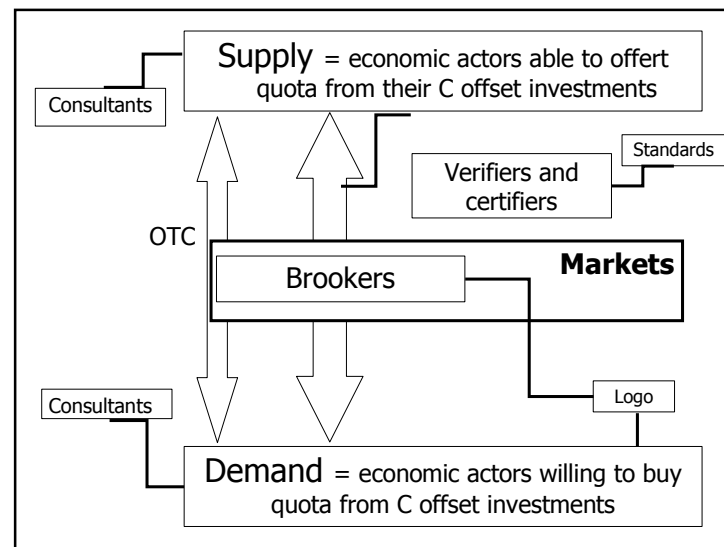 Supply = economic actors able to offert
quota from their C offset investments
Consultants
Standards
Verifiers and
certifiers
OTC
Markets
Brookers
Consultants
Logo
Demand = economic actors willing to buy
quota from C offset investments